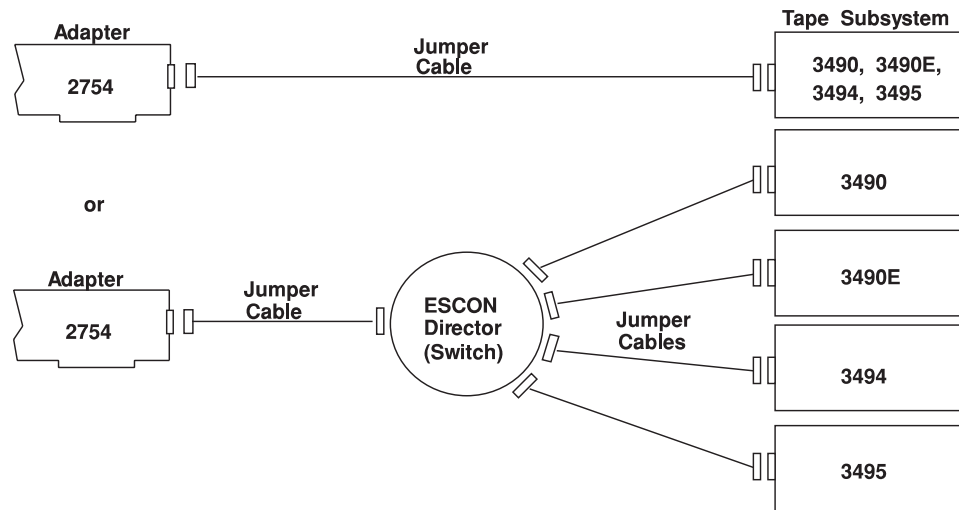 Adapter
2754
Jumper
Cable
Tape Subsystem
3490, 3490E,
3494, 3495
or
Adapter
2754
Jumper
Cable
ESCON
Director
(Switch)
Jumper
Cables
3490
3490E
3494
3495